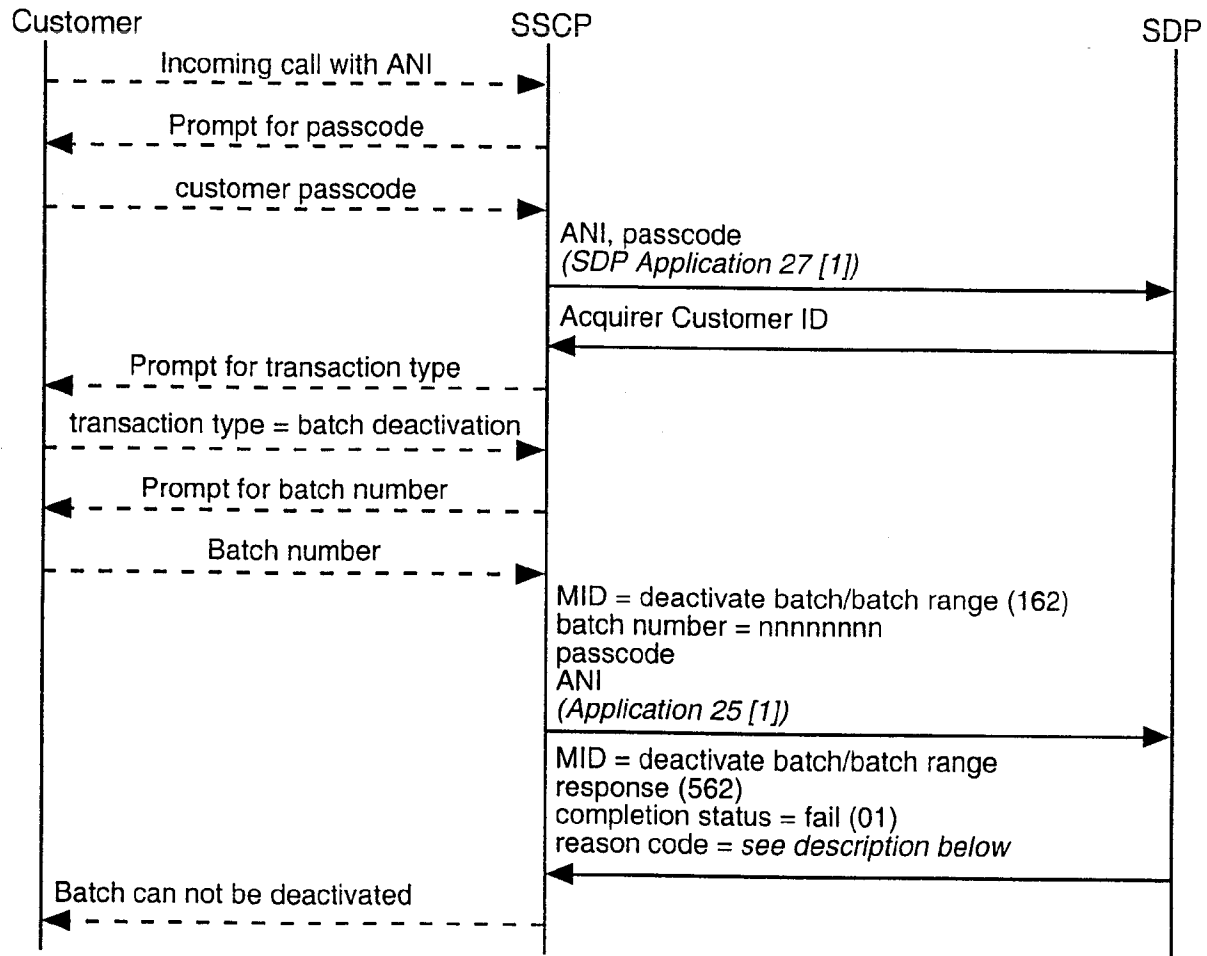 Customer
SSCP
SDP
Incoming call with ANI
Prompt for passcode
customer passcode
ANI, passcode
(SDP Application 27 [1])
Acquirer Customer ID
Prompt for transaction type
transaction type = batch deactivation
Prompt for batch number
Batch number
MID = deactivate batch/batch range (162)
batch number = nnnnnnnnn
passcode
ANI
(Application 25 [1])
MID = deactivate batch/batch range
response (562)
completion status = fail (01)
reason code = see description below
Batch can not be deactivated